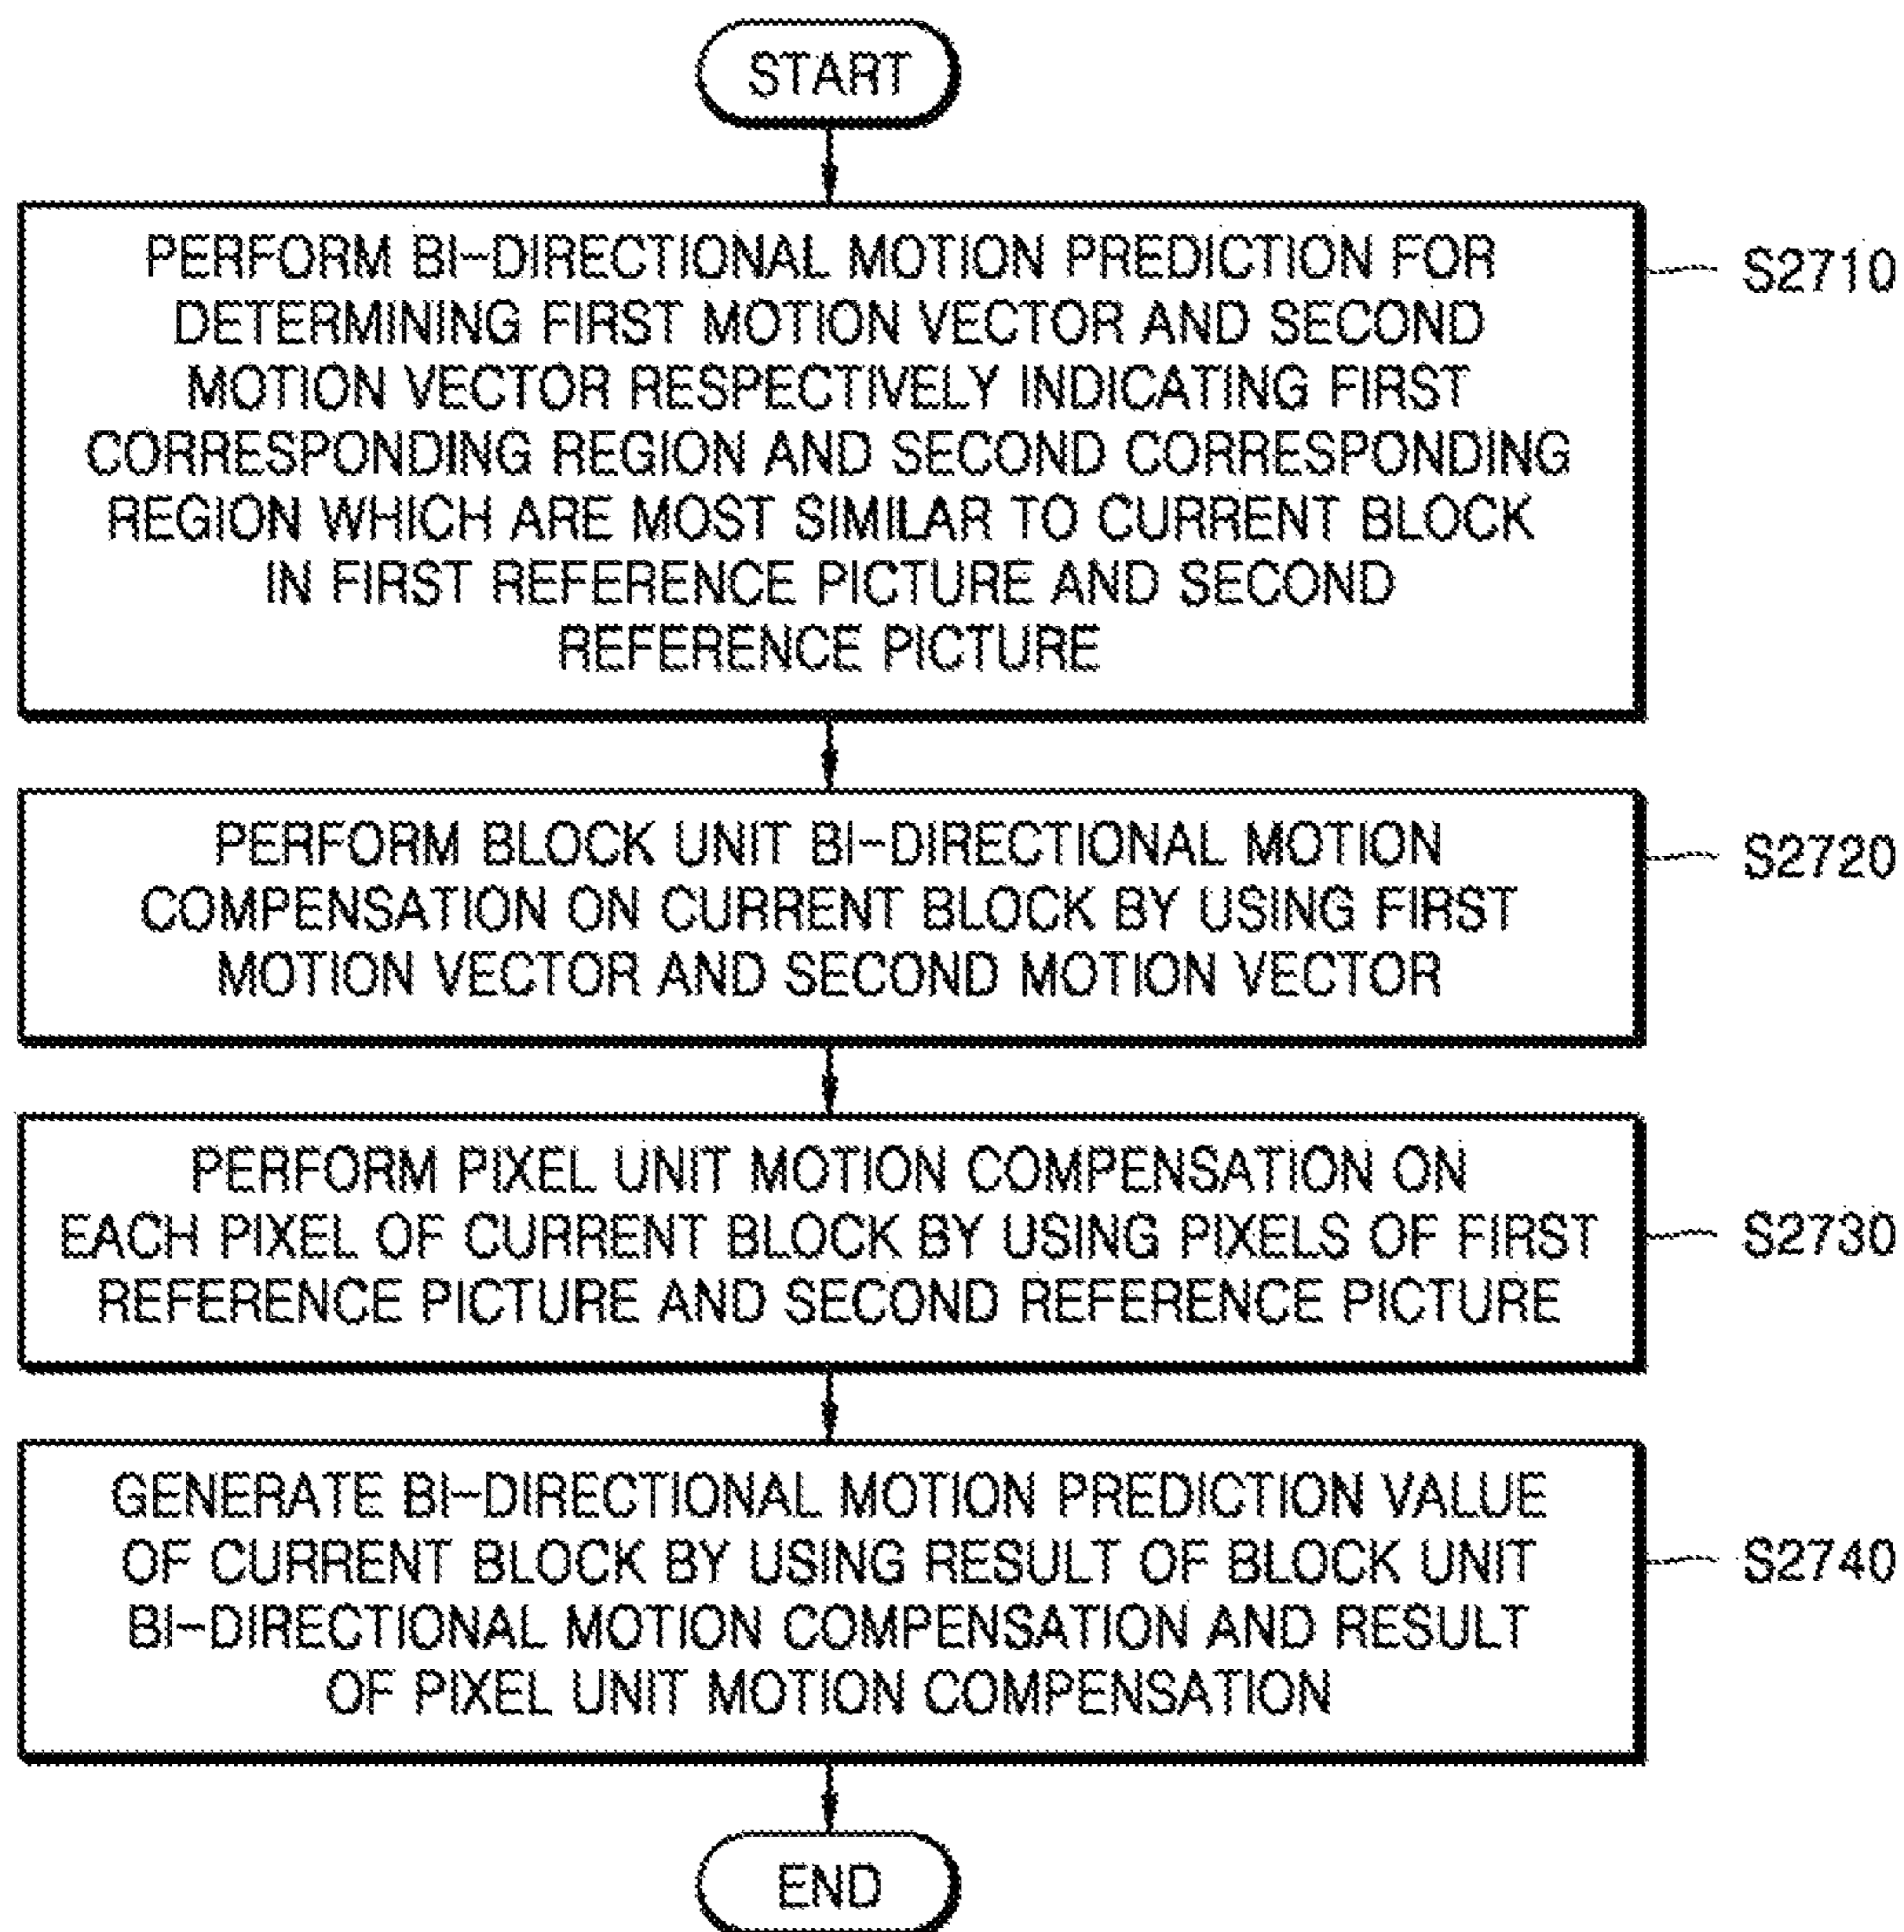 START
PERFORM BI-DIRECTIONAL MOTION PREDICTION FOR
DETERMINING FIRST MOTION VECTOR AND SECOND
MOTION VECTOR RESPECTIVELY INDICATING FIRST
CORRESPONDING REGION AND SECOND CORRESPONDING
REGION WHICH ARE MOST SIMILAR TO CURRENT BLOCK
IN FIRST REFERENCE PICTURE AND SECOND
REFERENCE PICTURE
S2710
PERFORM BLOCK UNIT BI-DIRECTIONAL MOTION
COMPENSATION ON CURRENT BLOCK BY USING FIRST
MOTION VECTOR AND SECOND MOTION VECTOR
S2720
PERFORM PIXEL UNIT MOTION COMPENSATION ON
EACH PIXEL OF CURRENT BLOCK BY USING PIXELS OF FIRST
REFERENCE PICTURE AND SECOND REFERENCE PICTURE
S2730
GENERATE BI-DIRECTIONAL MOTION PREDICTION VALUE
OF CURRENT BLOCK BY USING RESULT OF BLOCK UNIT
BI-DIRECTIONAL MOTION COMPENSATION AND RESULT
OF PIXEL UNIT MOTION COMPENSATION
S2740
END